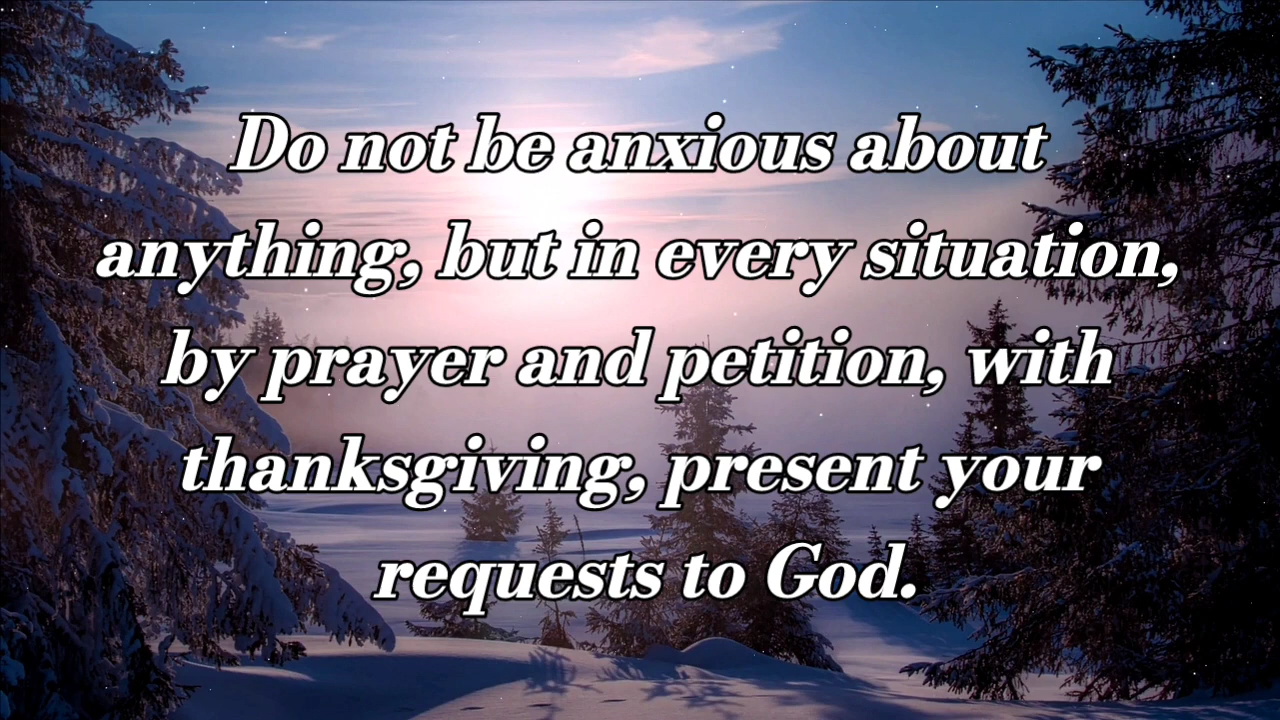 Do not be anxious about
anything, but in every situation,
by prayer and petition, with
thanksgiving, present your
requests to God.